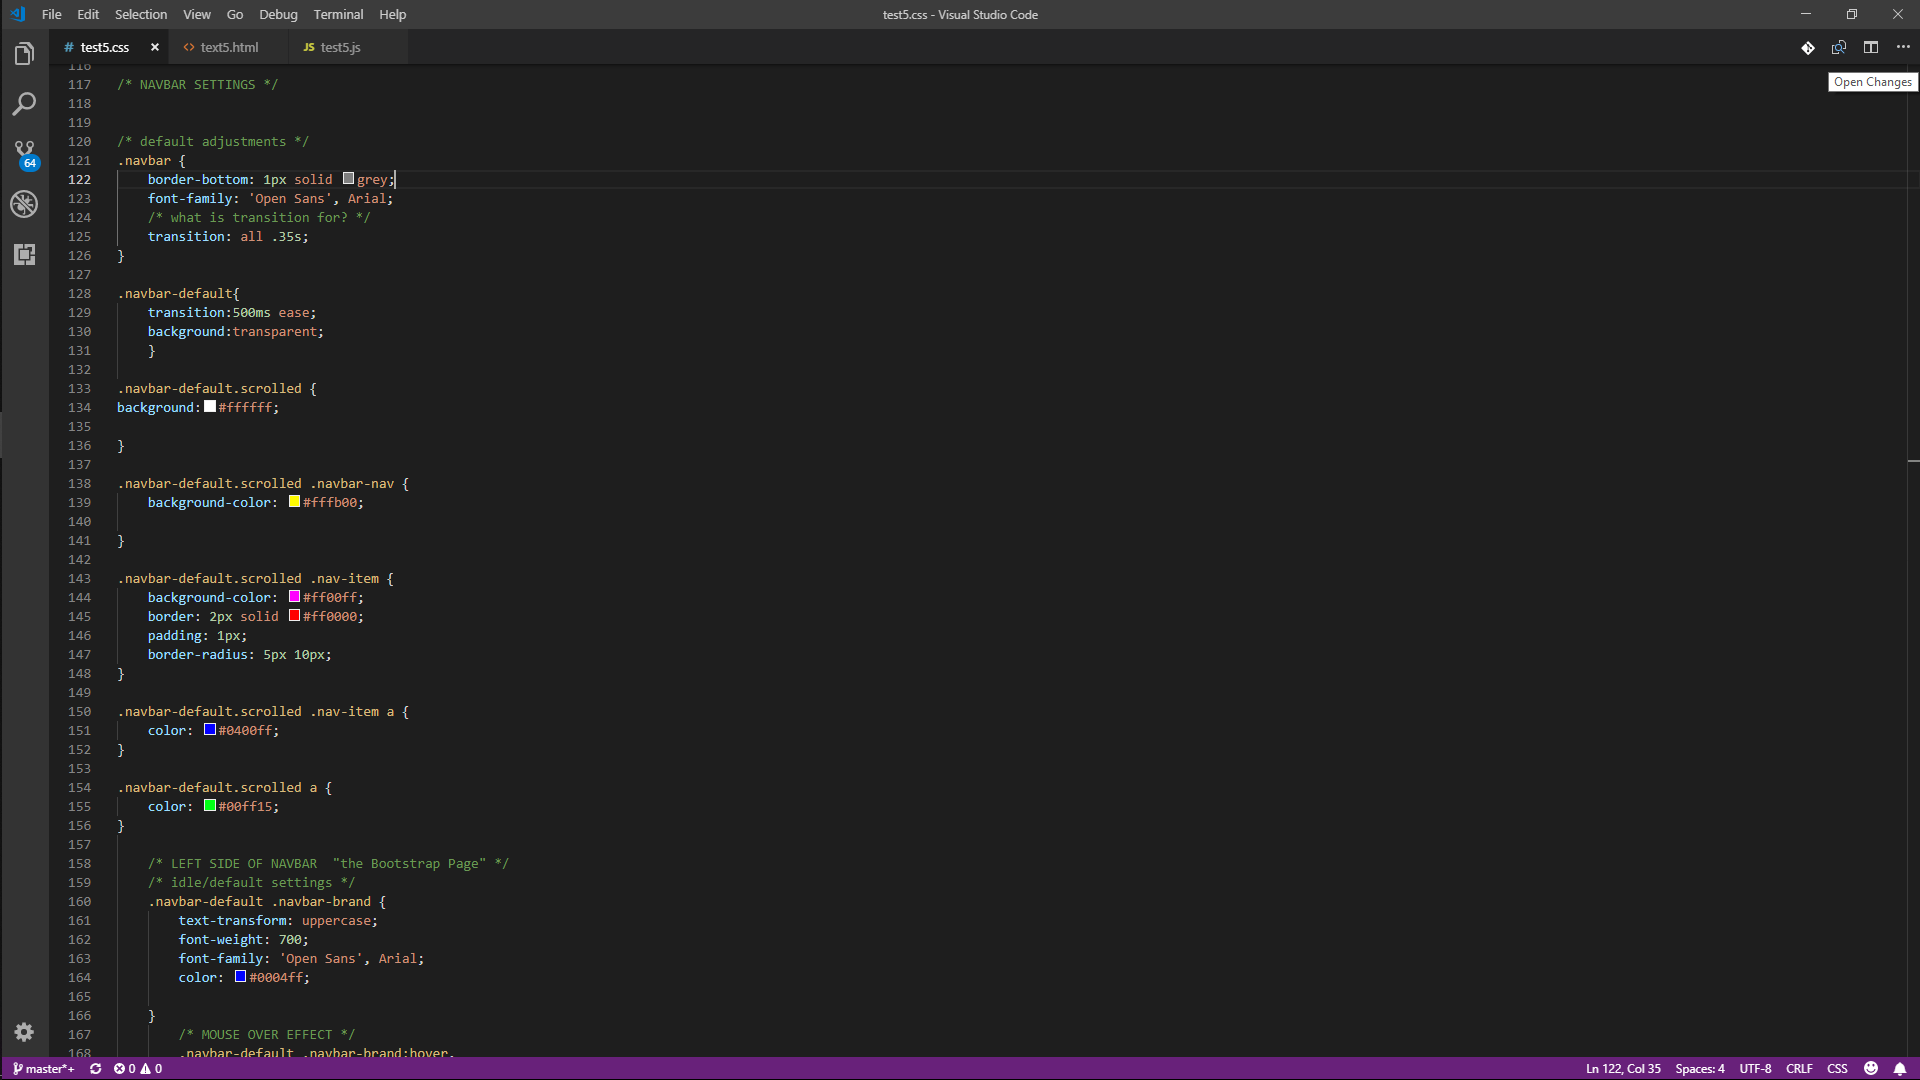 File Edit Selection View Go Debug Terminal Help
test5.css - Visual Studio Code
# test5.css × <> text5.html JS test5.js
Open Changes
116
117 /* NAVBAR SETTINGS */
118
119
120 /* default adjustments */
121 .navbar {
122 border-bottom: 1px solid grey;
123 font-family: 'Open Sans', Arial;
124 /* what is transition for? */
125 transition: all .35s;
126 }
127
128 .navbar-default{
129 transition:500ms ease;
130 background:transparent;
131 }
132
133 .navbar-default.scrolled {
134 background:#ffffff;
135
136 }
137
138 .navbar-default.scrolled .navbar-nav {
139 background-color: #fffb00;
140
141 }
142
143 .navbar-default.scrolled .nav-item {
144 background-color: #ff00ff;
145 border: 2px solid #ff0000;
146 padding: 1px;
147 border-radius: 5px 10px;
148 }
149
150 .navbar-default.scrolled .nav-item a {
151 color: #0400ff;
152 }
153
154 .navbar-default.scrolled a {
155 color: #00ff15;
156 }
157
158 /* LEFT SIDE OF NAVBAR "the Bootstrap Page" */
159 /* idle/default settings */
160 .navbar-default .navbar-brand {
161 text-transform: uppercase;
162 font-weight: 700;
163 font-family: 'Open Sans', Arial;
164 color: #0004ff;
165
166 }
167 /* MOUSE OVER EFFECT */
168 .navbar-default .navbar-brand:hover,
64
master*+ 0 0
Ln 122, Col 35 Spaces: 4 UTF-8 CRLF CSS